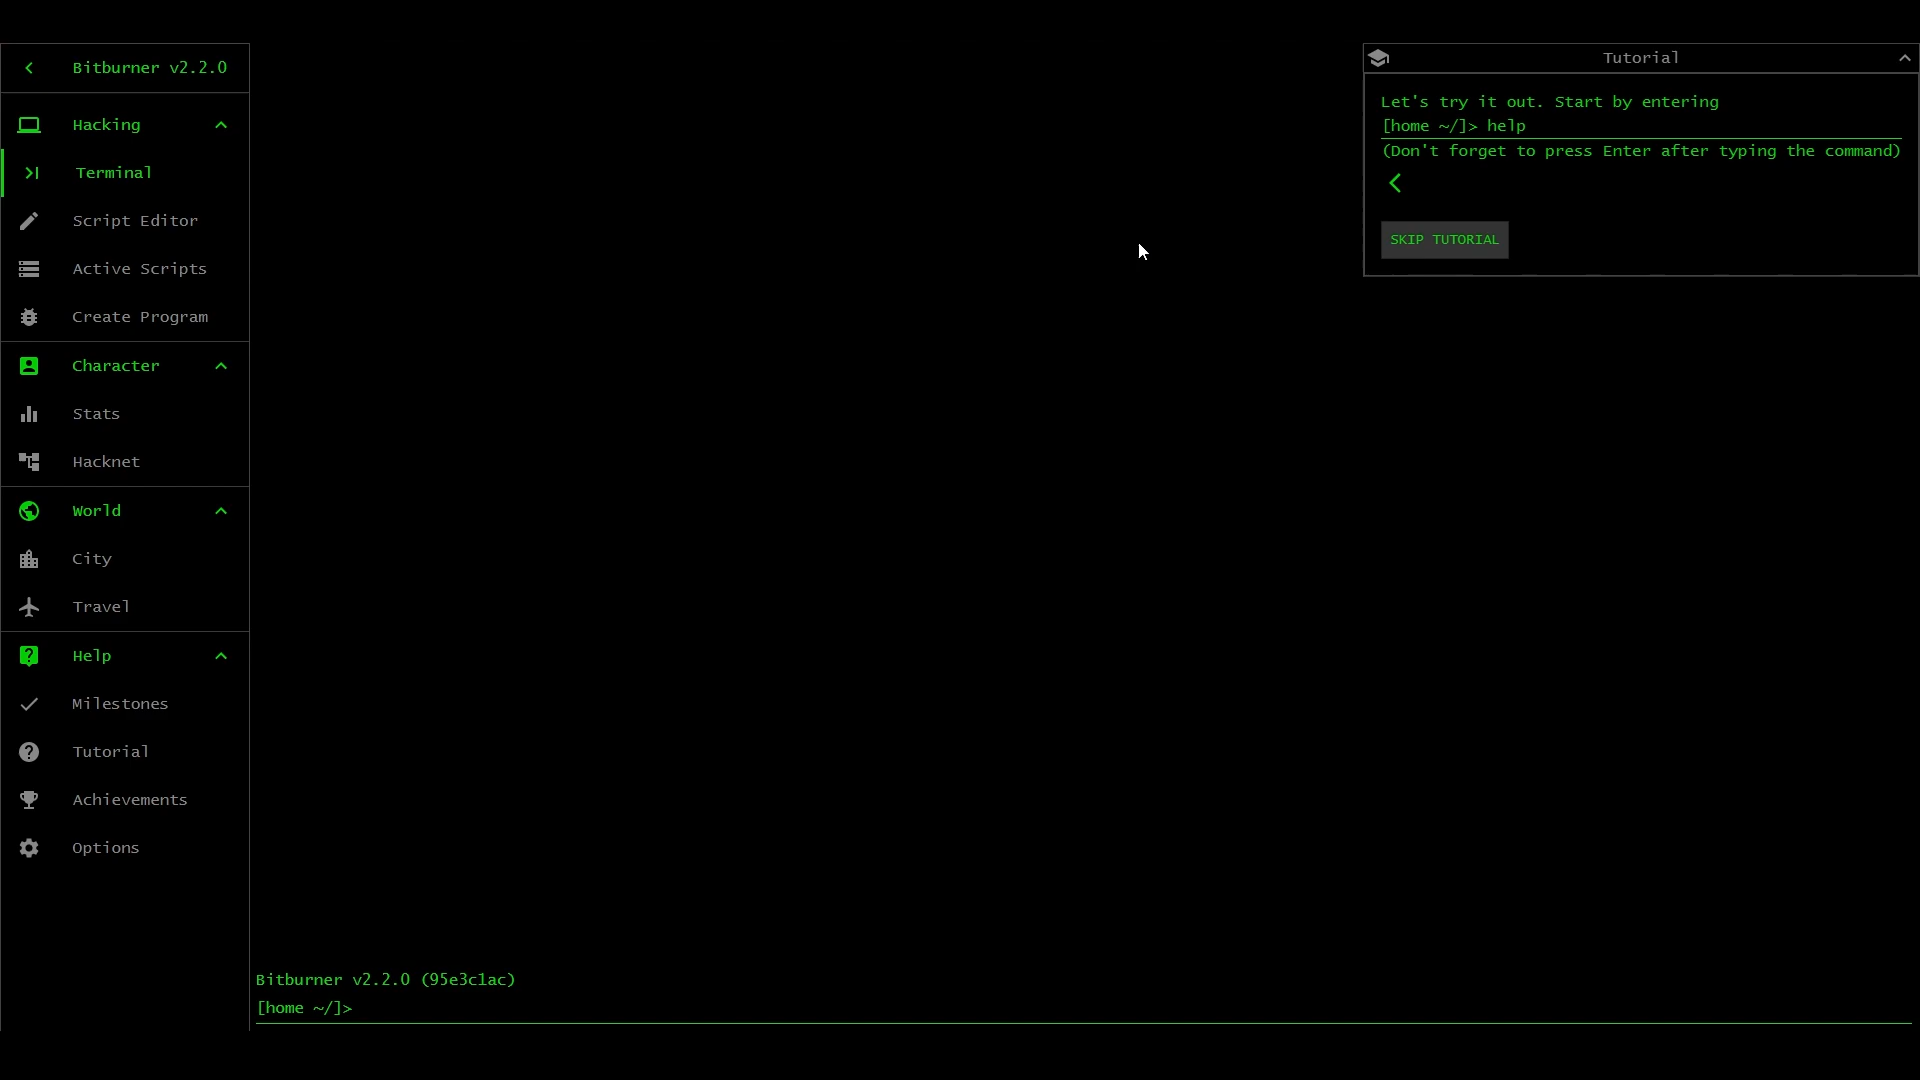 Bitburner v2.2.0
Hacking
Terminal
Script Editor
Active Scripts
Create Program
Character
Stats
Hacknet
World
City
Travel
Help
Milestones
Tutorial
Achievements
Options
Tutorial
Let's try it out. Start by entering
[home ~/]> help
(Don't forget to press Enter after typing the command)
SKIP TUTORIAL
Bitburner v2.2.0 (95e3c1ac)
[home ~/]>